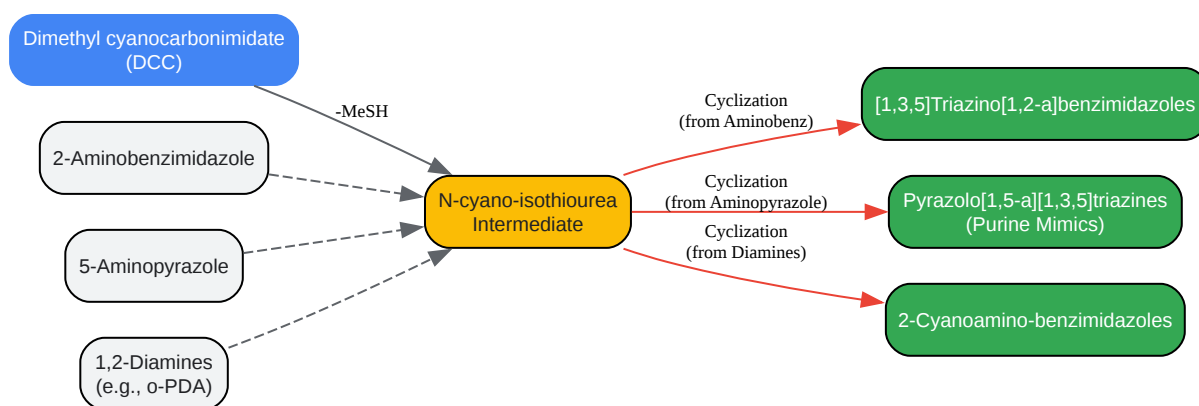 Dimethyl cyanocarbonimidate
(DCC)
-MeSH
2-Aminobenzimidazole
5-Aminopyrazole
1,2-Diamines
(e.g., o-PDA)
N-cyano-isothiourea
Intermediate
Cyclization
(from Aminobenz)
Cyclization
(from Aminopyrazole)
Cyclization
(from Diamines)
[1,3,5]Triazino[1,2-a]benzimidazoles
Pyrazolo[1,5-a][1,3,5]triazines
(Purine Mimics)
2-Cyanoamino-benzimidazoles